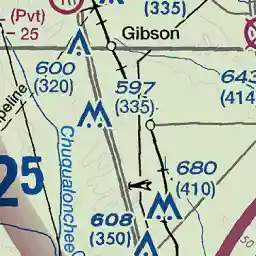 R
(Pvt)
- 25
Gibson
(335)
600
(320)
597
(335)
643
(414
peline
Chuqualonchee
25
680
(410)
608
(350)